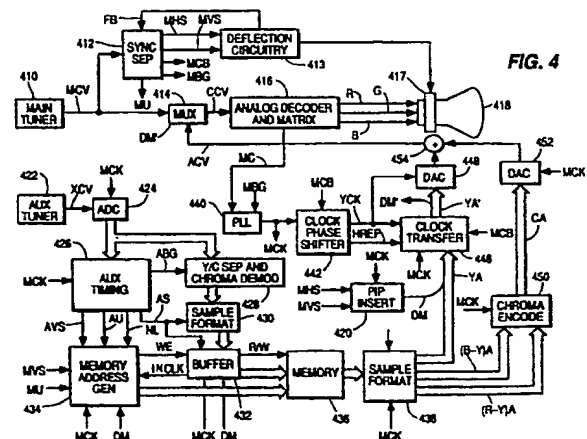 FIG. 4
FB
MHS
MVS
412
SYNC SEP
DEFLECTION CIRCUITRY
413
MCB
MBG
MU
410
MAIN TUNER
MCV
414
MUX
DM'
CCV
416
ANALOG DECODER AND MATRIX
R
G
B
417
418
ACV
454
+
452
DAC
MCK
422
AUX TUNER
XCV
MCK
ADC
424
MC
MBG
440
PLL
MCK
MCB
CLOCK PHASE SHIFTER
442
YCK
HREF
448
DAC
DM'
YA'
CLOCK TRANSFER
MCB
446
MCK
CA
426
AUX TIMING
ABG
MCK
Y/C SEP AND CHROMA DEMOD
428
SAMPLE FORMAT
430
AS
NL
AU
AVS
MHS
MVS
MCK
PIP INSERT
420
DM
YA
450
MCK
CHROMA ENCODE
MVS
MU
434
MEMORY ADDRESS GEN
WE
INCLK
BUFFER
432
R/W
MEMORY
436
SAMPLE FORMAT
438
(B-Y)A
(R-Y)A
MCK
DM
MCK
DM
MCK